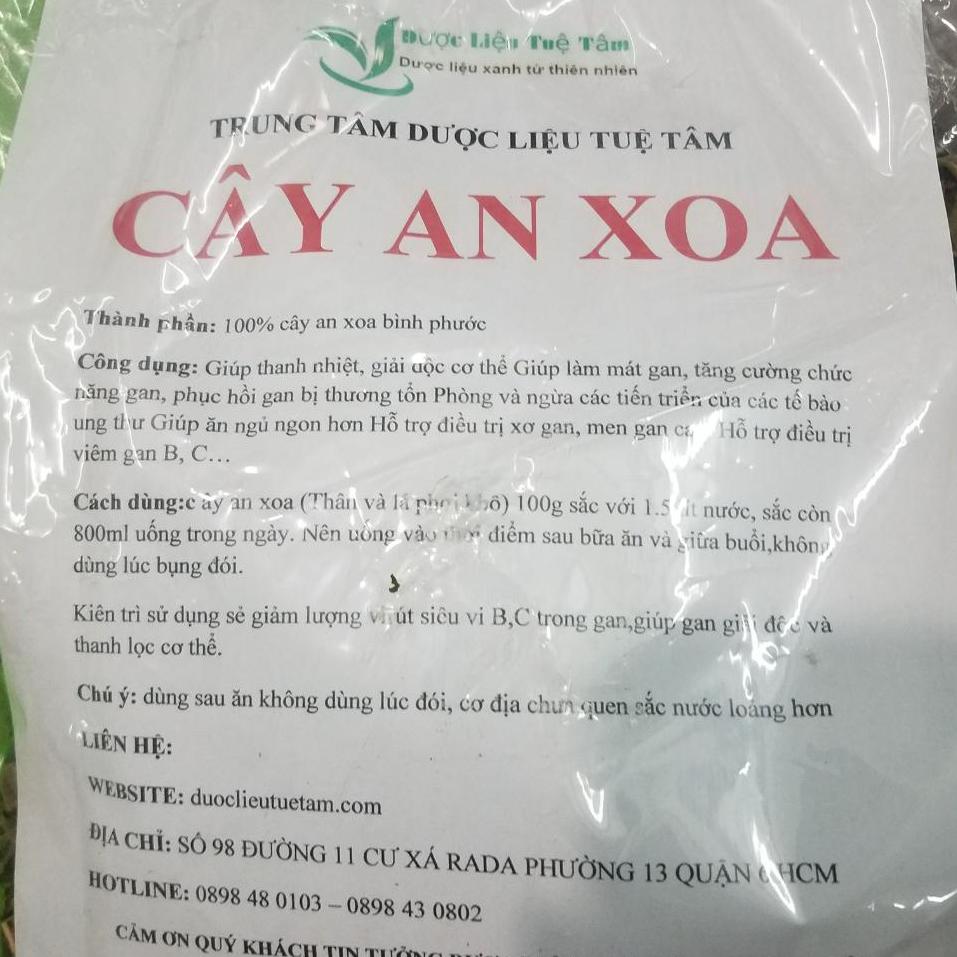 Dược Liệu Tuệ Tâm
Dược liệu xanh từ thiên nhiên
TRUNG TÂM DƯỢC LIỆU TUỆ TÂM
CÂY AN XOA
Thành phần: 100% cây an xoa bình phước
Công dụng: Giúp thanh nhiệt, giải độc cơ thể Giúp làm mát gan, tăng cường chức
năng gan, phục hồi gan bị thương tổn Phòng và ngừa các tiến triển của các tế bào
ung thư Giúp ăn ngủ ngon hơn Hỗ trợ điều trị xơ gan, men gan Hỗ trợ điều trị
viêm gan B, C...
Cách dùng:c ây an xoa (Thân và lá phơi khô) 100g sắc với 1.5 nước, sắc còn
800ml uống trong ngày. Nên uống vào điểm sau bữa ăn và giữa buổi,không
dùng lúc bụng đói.
Kiên trì sử dụng sẻ giảm lượng siêu vi B,C trong gan,giúp gan giải độc và
thanh lọc cơ thể.
Chú ý: dùng sau ăn không dùng lúc đói, cơ địa chưa quen sắc nước loảng hơn
LIÊN HỆ:
WEBSITE: duoclieutuetam.com
ĐỊA CHỈ: SỐ 98 ĐƯỜNG 11 CƯ XÁ RADA PHƯỜNG 13 QUẬN 6 HCM
HOTLINE: 0898 48 0103 – 0898 43 0802
CẢM ƠN QUÝ KHÁCH TIN TƯỞNG